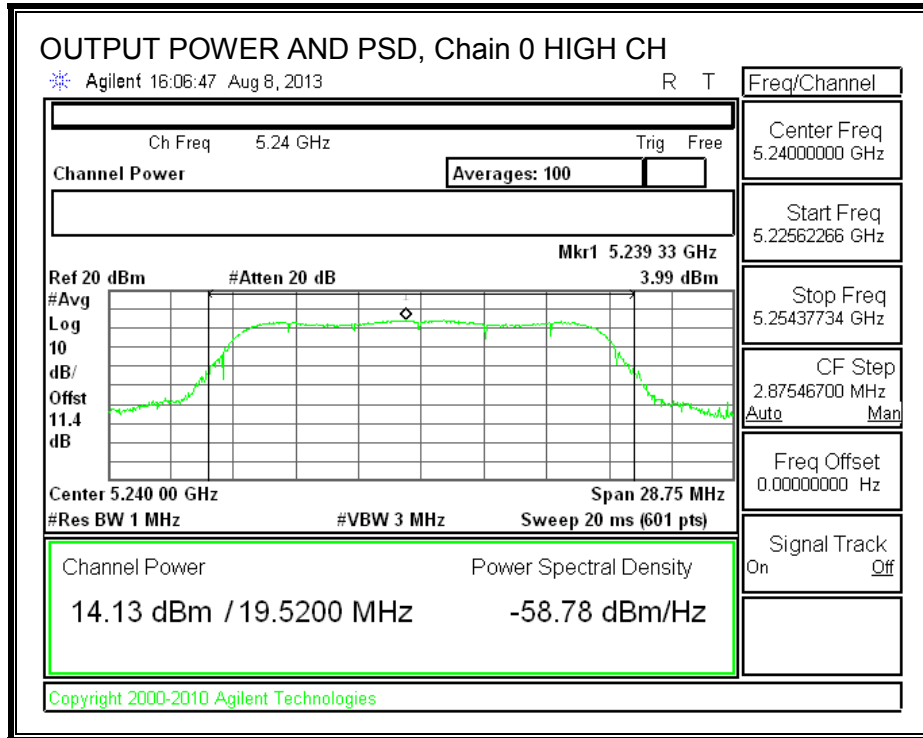 OUTPUT POWER AND PSD, Chain 0 HIGH CH
Agilent 16:06:47 Aug 8, 2013 R T
Freq/Channel
Ch Freq 5.24 GHz Trig Free
Channel Power Averages: 100
Mkr1 5.239 33 GHz
Ref 20 dBm #Atten 20 dB 3.99 dBm
#Avg
Log
10
dB/
Offst
11.4
dB
1
Center 5.240 00 GHz Span 28.75 MHz
#Res BW 1 MHz #VBW 3 MHz Sweep 20 ms (601 pts)
Channel Power Power Spectral Density
14.13 dBm / 19.5200 MHz -58.78 dBm/Hz
Center Freq
5.24000000 GHz
Start Freq
5.22562266 GHz
Stop Freq
5.25437734 GHz
CF Step
2.87546700 MHz
Auto Man
Freq Offset
0.00000000 Hz
Signal Track
On Off
Copyright 2000-2010 Agilent Technologies